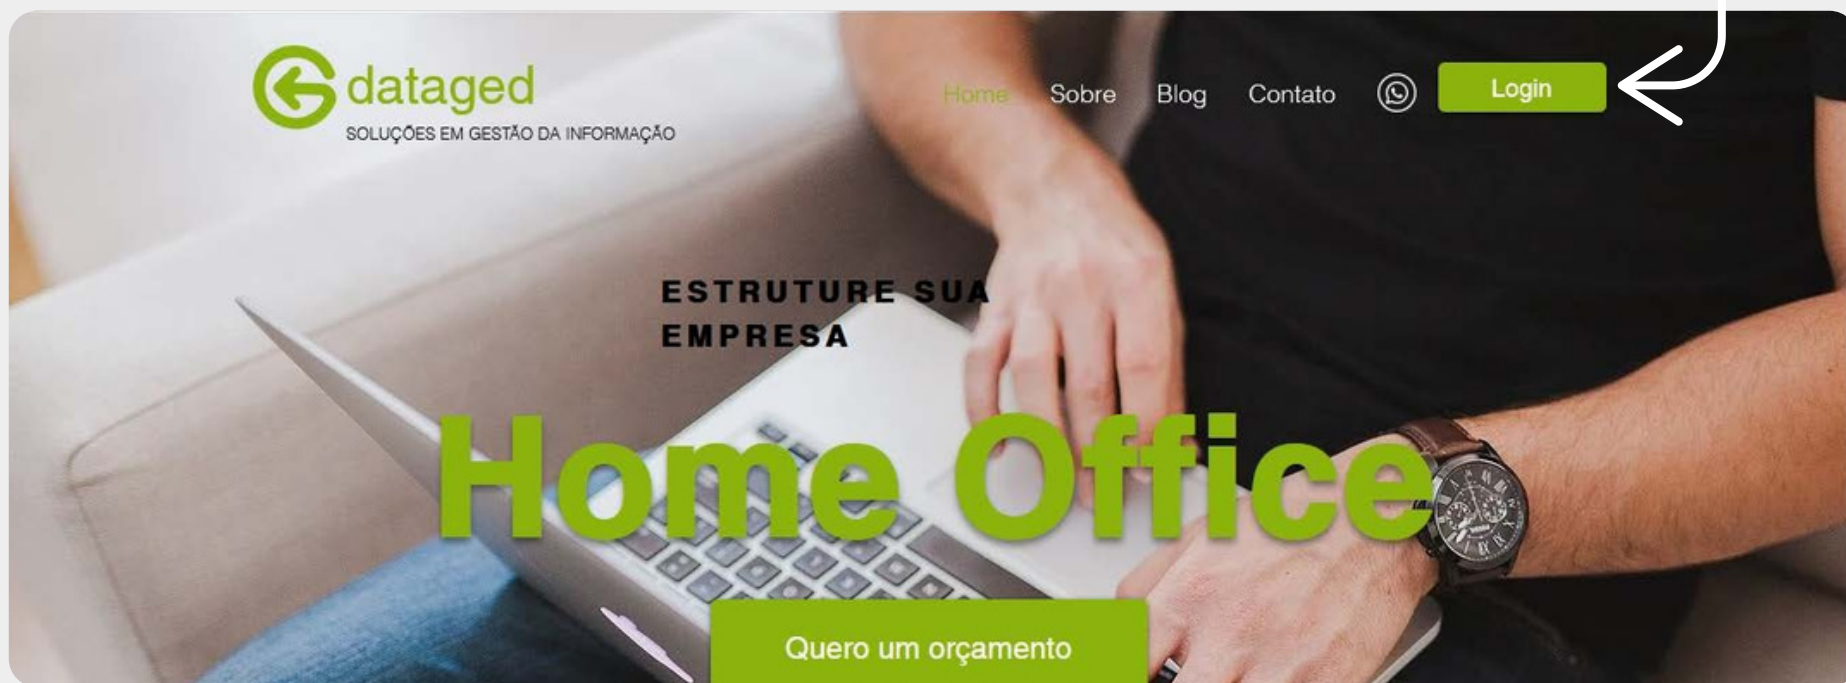 dataged
SOLUÇÕES EM GESTÃO DA INFORMAÇÃO
Home Sobre Blog Contato Login
ESTRUTURE SUA
EMPRESA
Home Office
Quero um orçamento